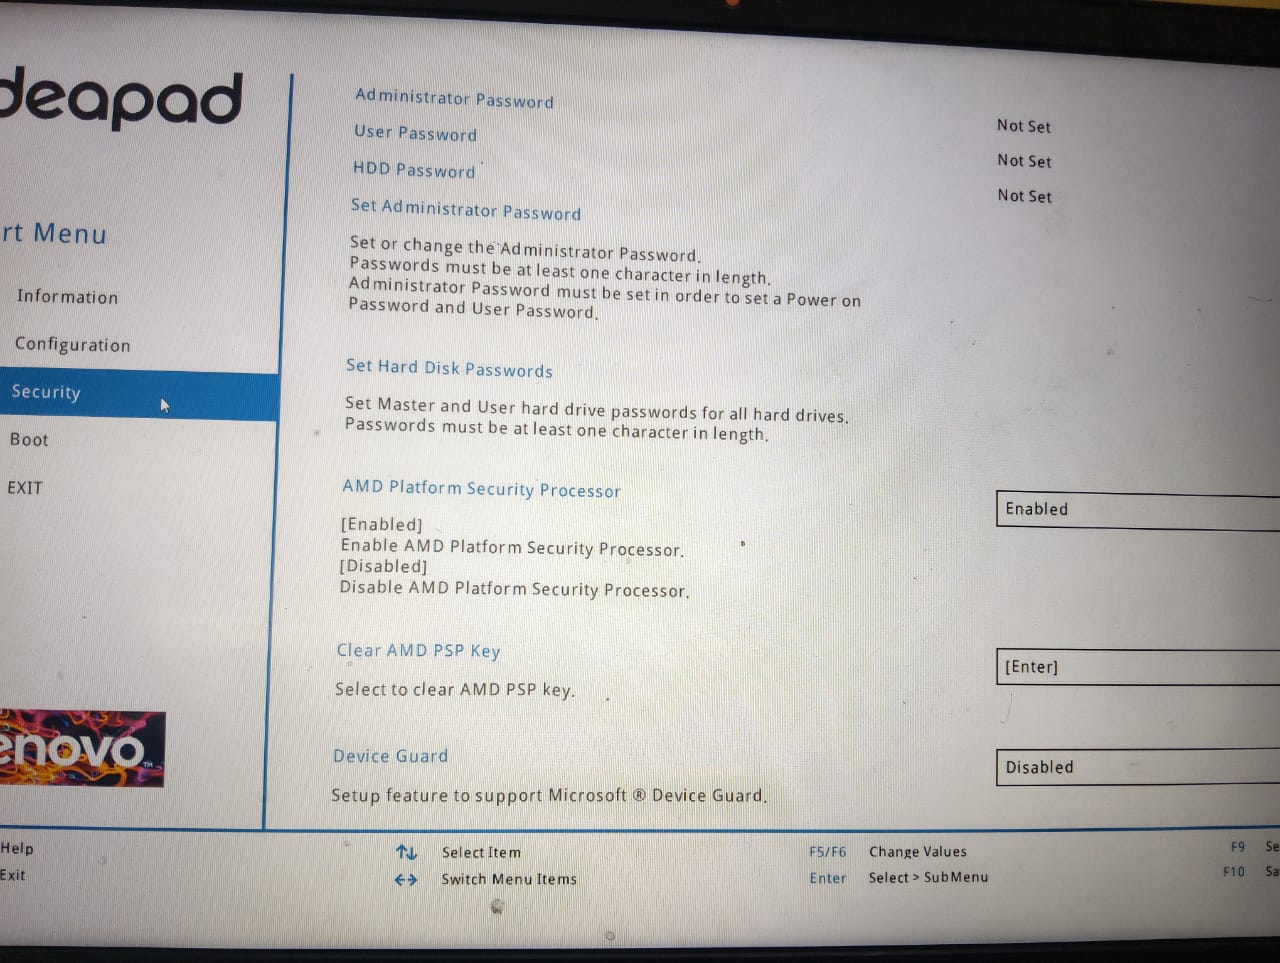 deapad
rt Menu
Information
Configuration
Security
Boot
EXIT
enovo™
Administrator Password Not Set
User Password Not Set
HDD Password Not Set
Set Administrator Password
Set or change the Administrator Password.
Passwords must be at least one character in length.
Administrator Password must be set in order to set a Power on
Password and User Password.
Set Hard Disk Passwords
Set Master and User hard drive passwords for all hard drives.
Passwords must be at least one character in length.
AMD Platform Security Processor Enabled
[Enabled]
Enable AMD Platform Security Processor.
[Disabled]
Disable AMD Platform Security Processor.
Clear AMD PSP Key [Enter]
Select to clear AMD PSP key.
Device Guard Disabled
Setup feature to support Microsoft ® Device Guard.
Help ↑↓ Select Item F5/F6 Change Values F9 Se
Exit ↔ Switch Menu Items Enter Select > SubMenu F10 Sa